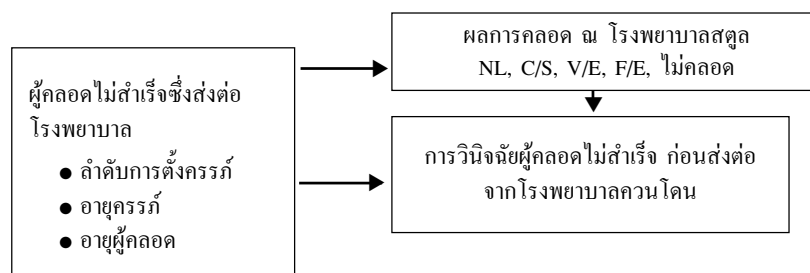 ผู้คลอดไม่สำเร็จซึ่งส่งต่อ
โรงพยาบาล
● ลำดับการตั้งครรภ์
● อายุครรภ์
● อายุผู้คลอด
ผลการคลอด ณ โรงพยาบาลสตูล
NL, C/S, V/E, F/E, ไม่คลอด
การวินิจฉัยผู้คลอดไม่สำเร็จ ก่อนส่งต่อ
จากโรงพยาบาลควนโดน